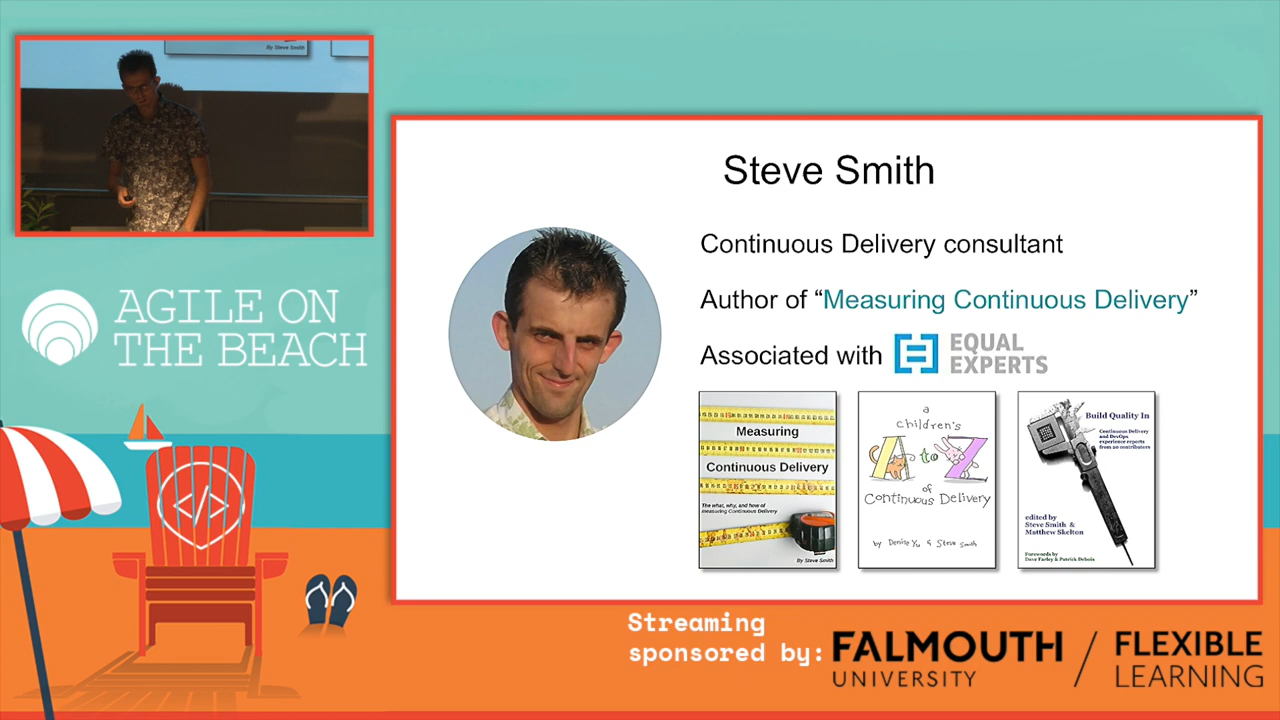 By Steve Smith
AGILE ON
THE BEACH
</>
Steve Smith
Continuous Delivery consultant
Author of “Measuring Continuous Delivery”
Associated with EQUAL
EXPERTS
Measuring
Continuous Delivery
The what, why, and how of
measuring Continuous Delivery
By Steve Smith
a
children's
A to Z
of
Continuous Delivery
by Denise Yu & Steve Smith
Build Quality In
Continuous Delivery
and DevOps
experience reports
from 20 contributors
edited by
Steve Smith &
Matthew Skelton
Forewords by
Dave Farley & Patrick Debois
Streaming
sponsored by:
FALMOUTH
UNIVERSITY
/
FLEXIBLE
LEARNING